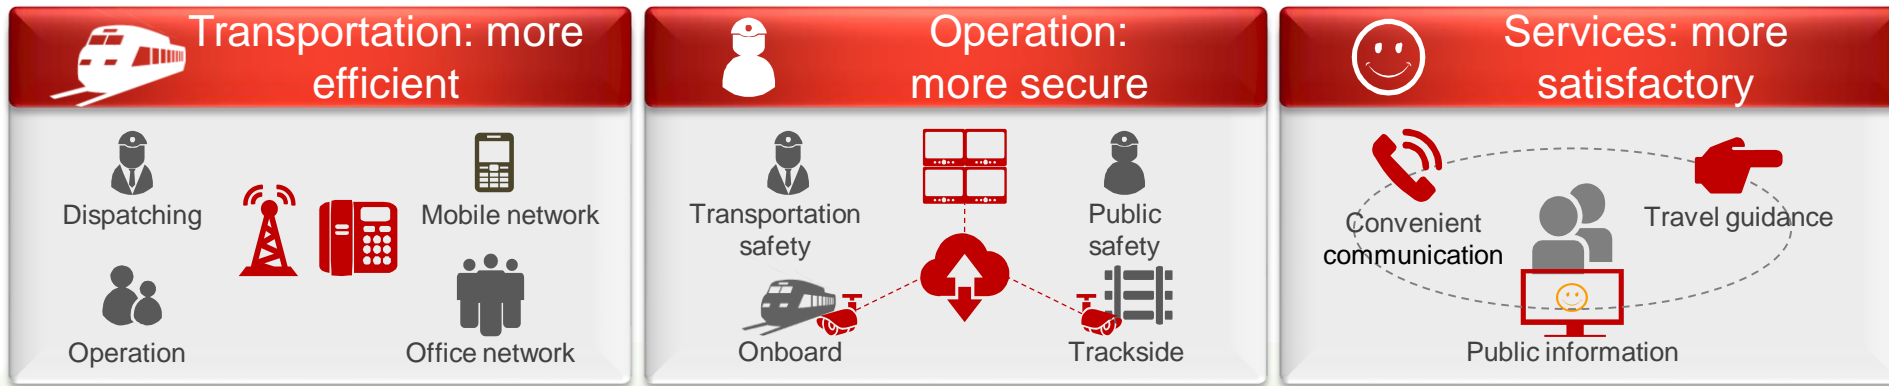 Transportation: more
efficient
Dispatching
Mobile network
Operation
Office network
Operation:
more secure
Transportation
safety
Public
safety
Onboard
Trackside
Services: more
satisfactory
Convenient
communication
Travel guidance
Public information